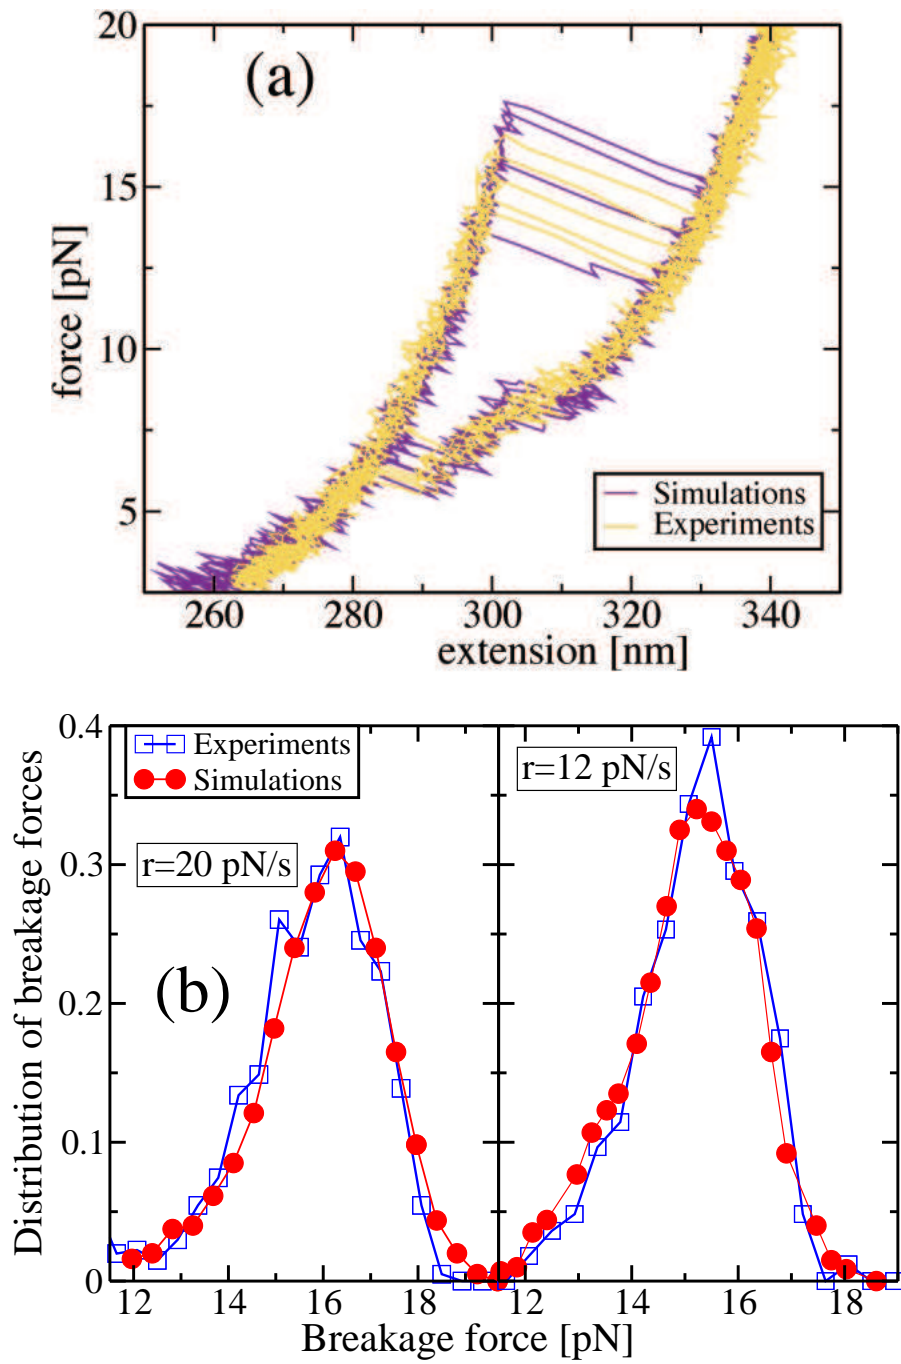 20
(a)
15
force [pN]
10
5
Simulations
Experiments
260 280 300 320 340
extension [nm]
0.4
Experiments
Simulations
r=12 pN/s
0.3
r=20 pN/s
Distribution of breakage forces
0.2
(b)
0.1
0
12 14 16 18 12 14 16 18
Breakage force [pN]